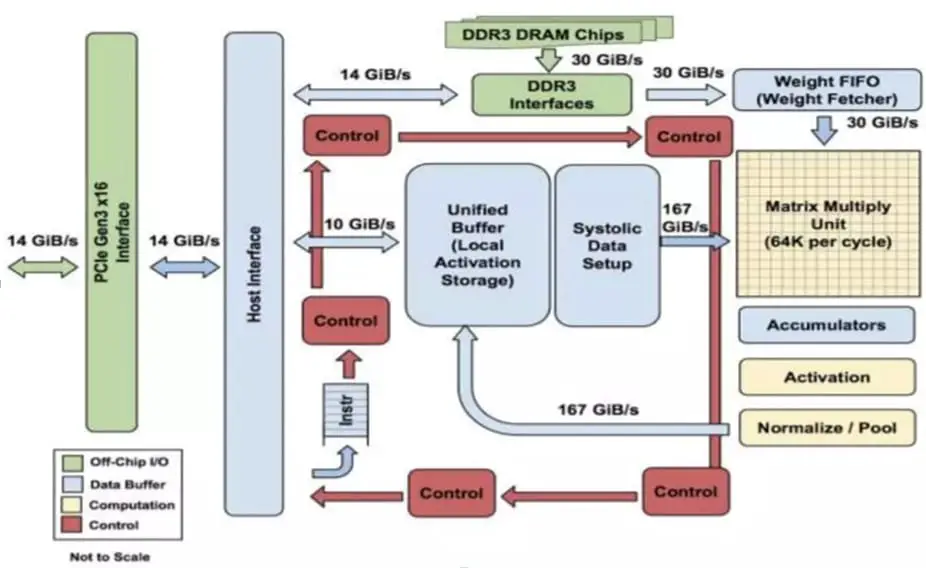 DDR3 DRAM Chips
30 GiB/s
14 GiB/s
DDR3
Interfaces
30 GiB/s
Weight FIFO
(Weight Fetcher)
30 GiB/s
Control
Control
PCIe Gen3 x16
Interface
14 GiB/s
14 GiB/s
Host Interface
10 GiB/s
Unified
Buffer
(Local
Activation
Storage)
Systolic
Data
Setup
167
GiB/s
Matrix Multiply
Unit
(64K per cycle)
Control
Accumulators
Activation
Instr
167 GiB/s
Normalize / Pool
Control
Control
Off-Chip I/O
Data Buffer
Computation
Control
Not to Scale